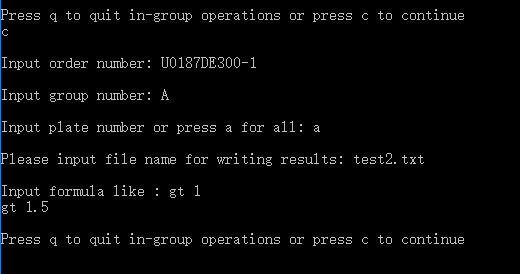 Press q to quit in-group operations or press c to continue
c
Input order number: U0187DE300-1
Input group number: A
Input plate number or press a for all: a
Please input file name for writing results: test2.txt
Input formula like : gt 1
gt 1.5
Press q to quit in-group operations or press c to continue